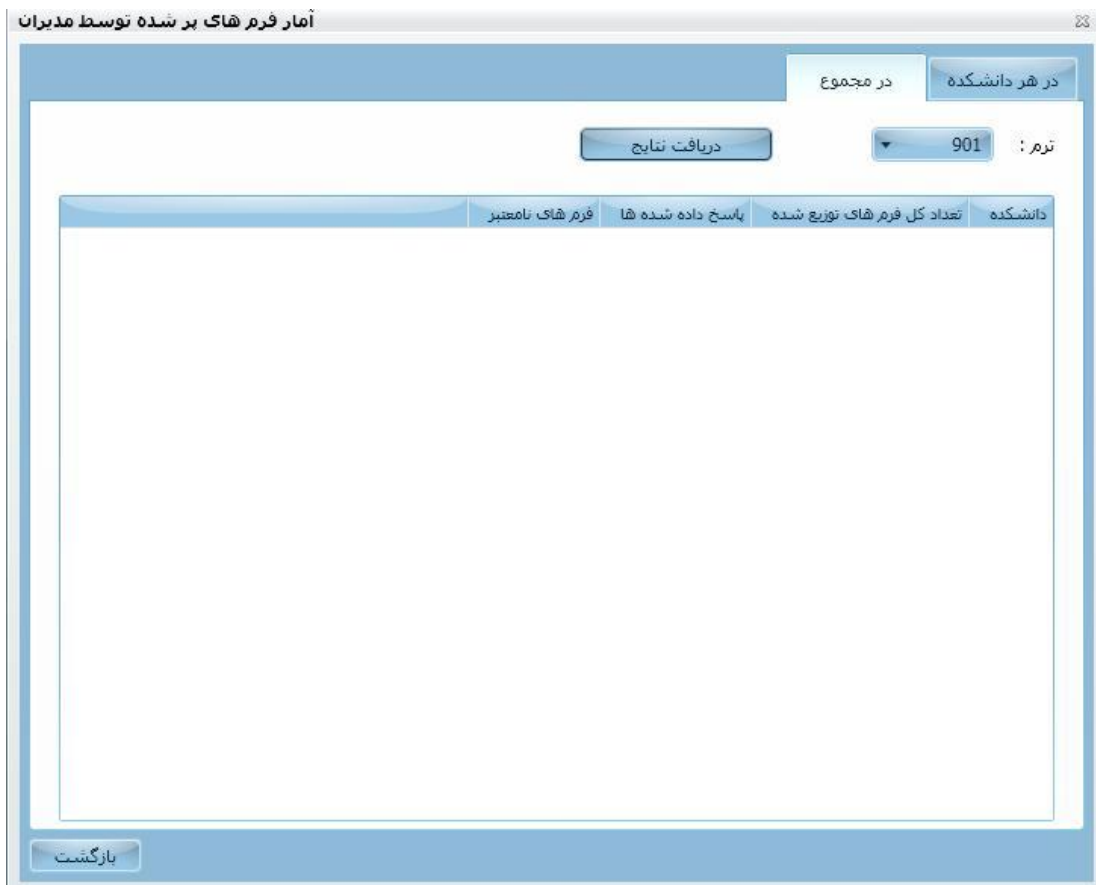 آمار فرم های پر شده توسط مدیران
در هر دانشکده
در مجموع
ترم : 901
دریافت نتایج
دانشکده تعداد کل فرم های توزیع شده پاسخ داده شده ها فرم های نامعتبر
بازگشت